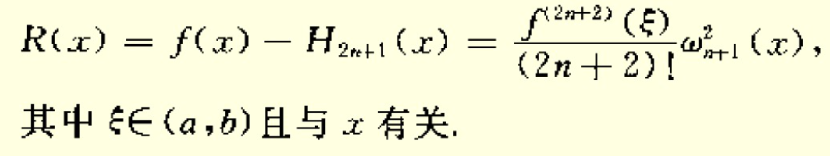 R(x) = f(x) − H_{2n+1}(x) = \frac{f^{(2n+2)}(ξ)}{(2n+2)!}ω_{n+1}^{2}(x),
其中 ξ∈(a,b)且与 x 有关.